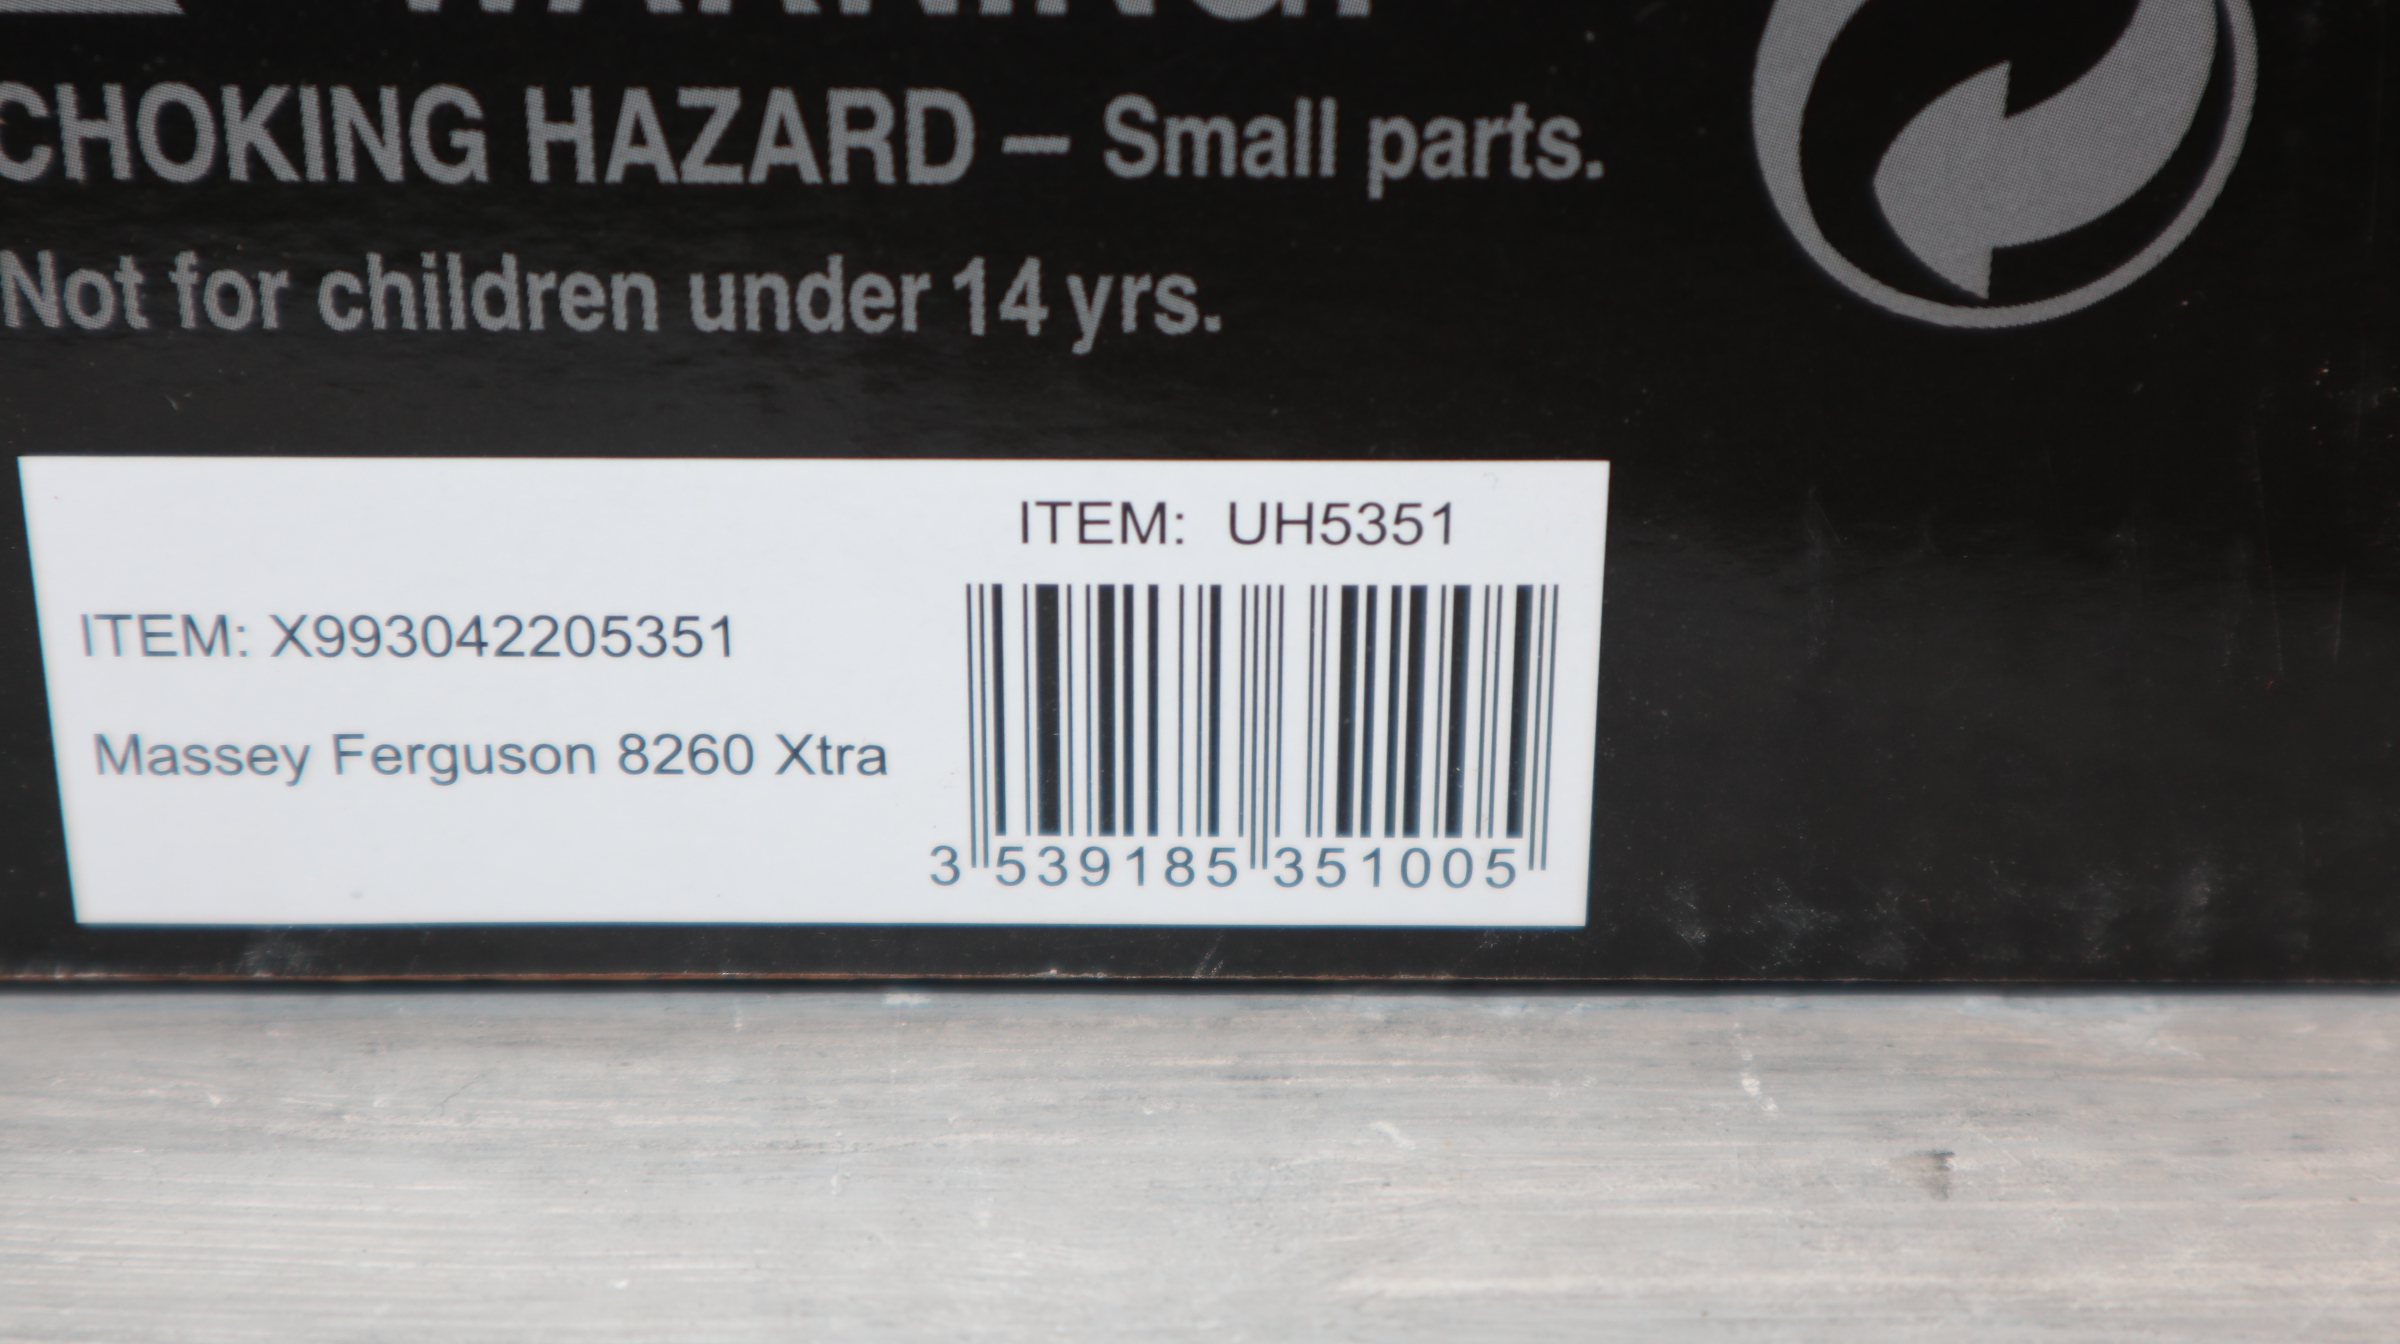 WARNING!
CHOKING HAZARD – Small parts.
Not for children under 14 yrs.
ITEM: UH5351
ITEM: X993042205351
Massey Ferguson 8260 Xtra
3 539185 351005